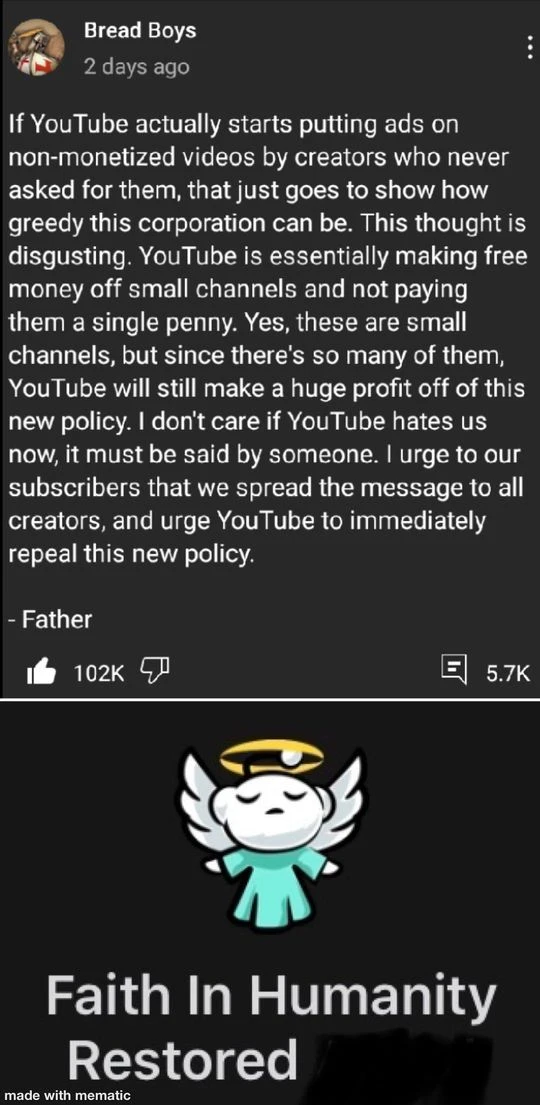 Bread Boys
2 days ago
If YouTube actually starts putting ads on
non-monetized videos by creators who never
asked for them, that just goes to show how
greedy this corporation can be. This thought is
disgusting. YouTube is essentially making free
money off small channels and not paying
them a single penny. Yes, these are small
channels, but since there's so many of them,
YouTube will still make a huge profit off of this
new policy. I don't care if YouTube hates us
now, it must be said by someone. I urge to our
subscribers that we spread the message to all
creators, and urge YouTube to immediately
repeal this new policy.
- Father
102K
5.7K
Faith In Humanity
Restored
made with mematic